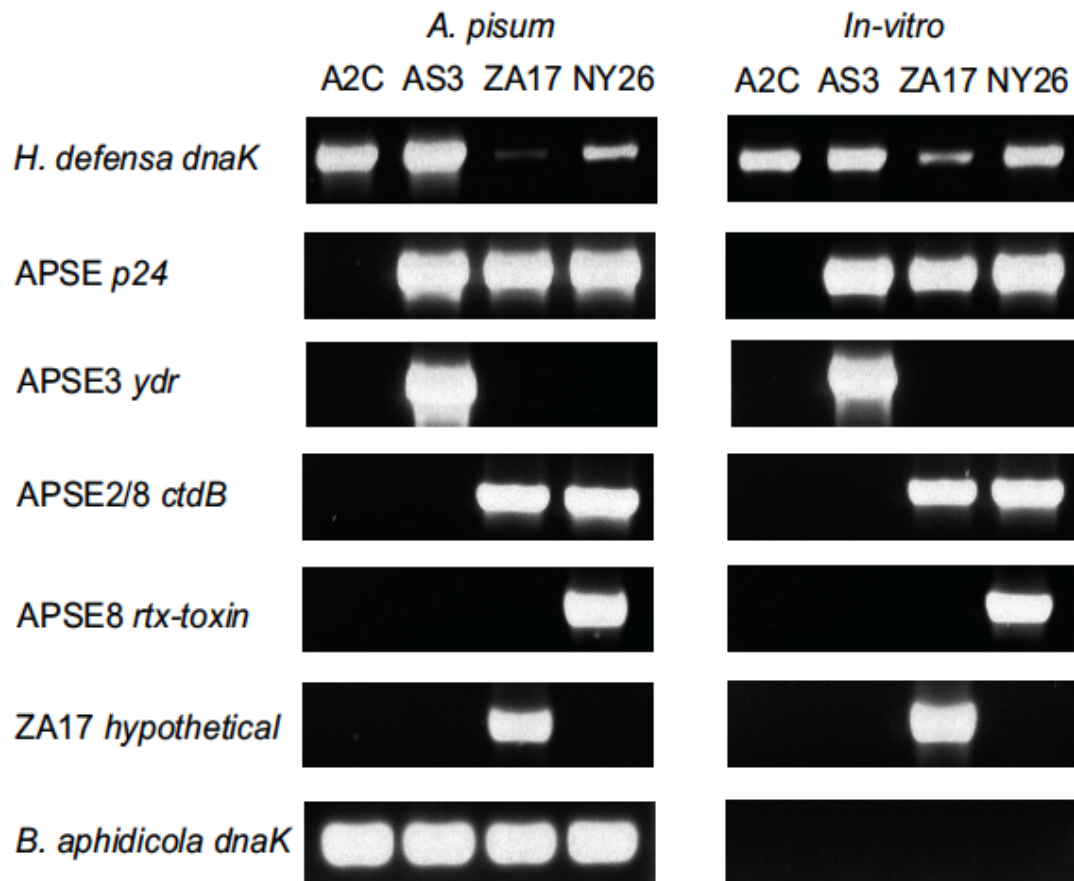 A. pisum In-vitro
A2C AS3 ZA17 NY26 A2C AS3 ZA17 NY26
H. defensa dnaK
APSE p24
APSE3 ydr
APSE2/8 ctdB
APSE8 rtx-toxin
ZA17 hypothetical
B. aphidicola dnaK